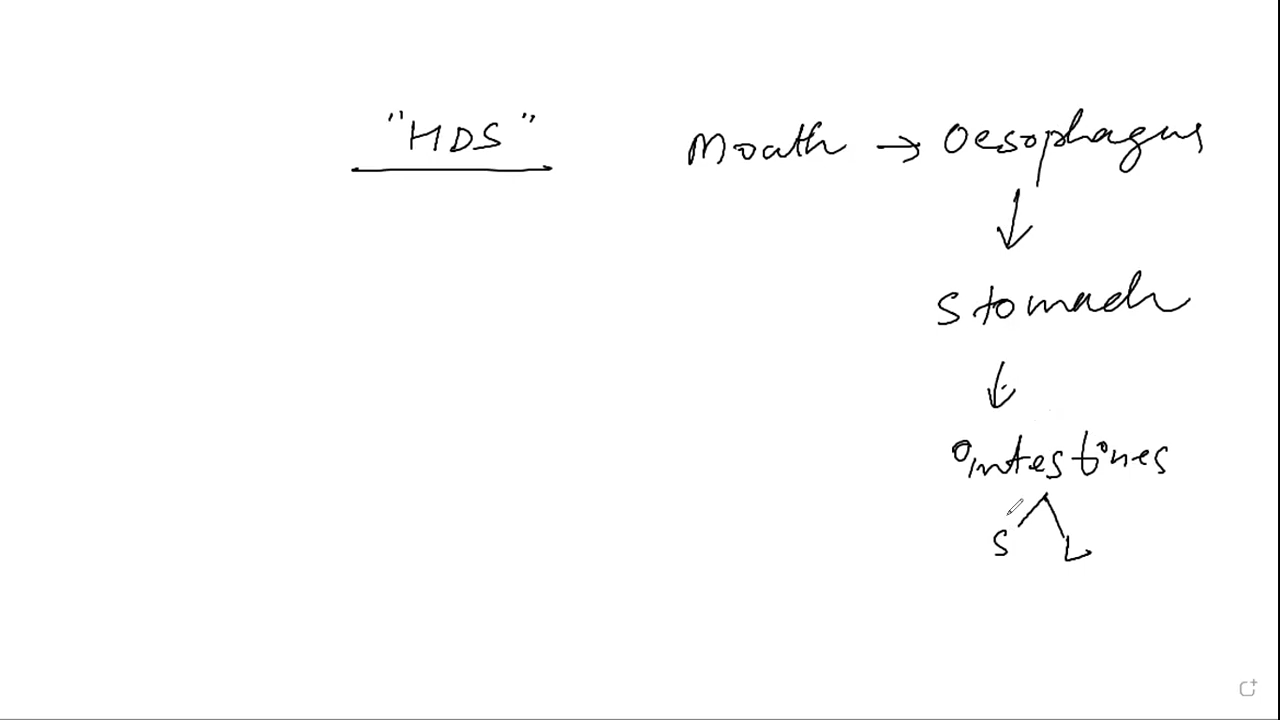 "HDS"
Mouth → Oesophagus
↓
Stomach
↓
intestines
S L